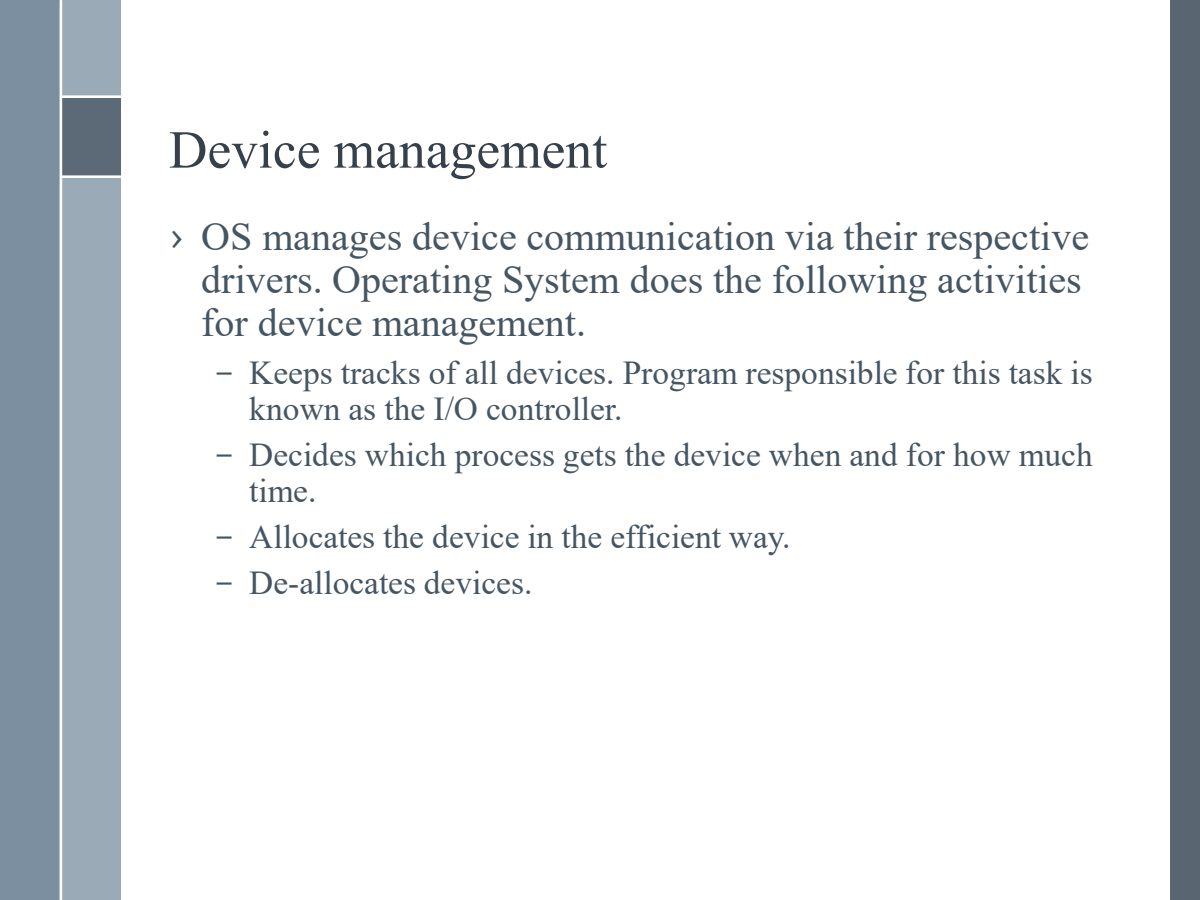 Device management
› OS manages device communication via their respective
drivers. Operating System does the following activities
for device management.
– Keeps tracks of all devices. Program responsible for this task is
known as the I/O controller.
– Decides which process gets the device when and for how much
time.
– Allocates the device in the efficient way.
– De-allocates devices.